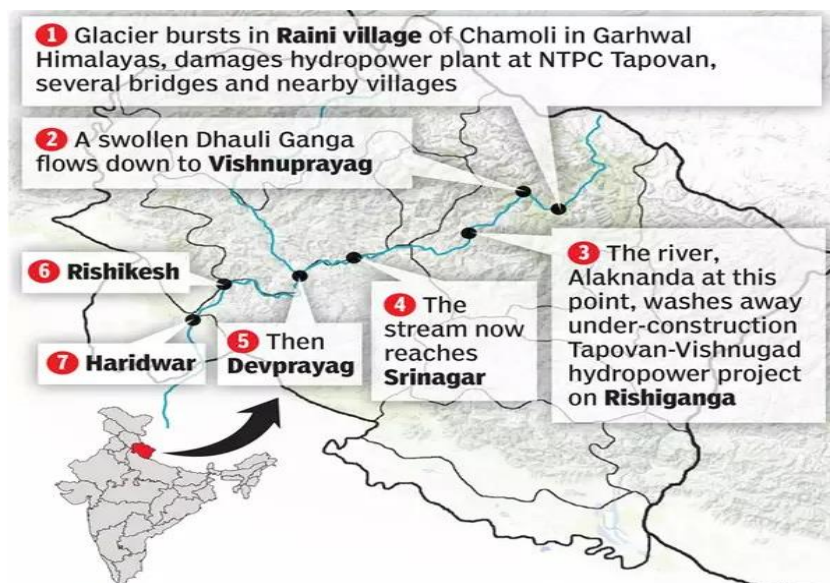 1 Glacier bursts in Raini village of Chamoli in Garhwal
Himalayas, damages hydropower plant at NTPC Tapovan,
several bridges and nearby villages
2 A swollen Dhauli Ganga
flows down to Vishnuprayag
3 The river,
Alaknanda at this
point, washes away
under-construction
Tapovan-Vishnugad
hydropower project
on Rishiganga
4 The
stream now
reaches
Srinagar
5 Then
Devprayag
6 Rishikesh
7 Haridwar